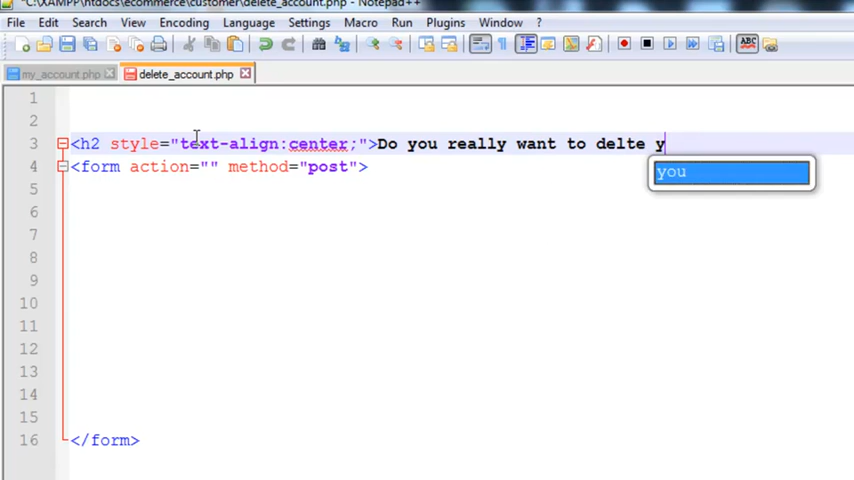 *C:\XAMPP\htdocs\ecommerce\customer\delete_account.php - Notepad++
File Edit Search View Encoding Language Settings Macro Run Plugins Window ?
ABC
my_account.php delete_account.php
1
2
3 <h2 style="text-align:center;">Do you really want to delte y
4 <form action="" method="post">
you
5
6
7
8
9
10
11
12
13
14
15
16 </form>